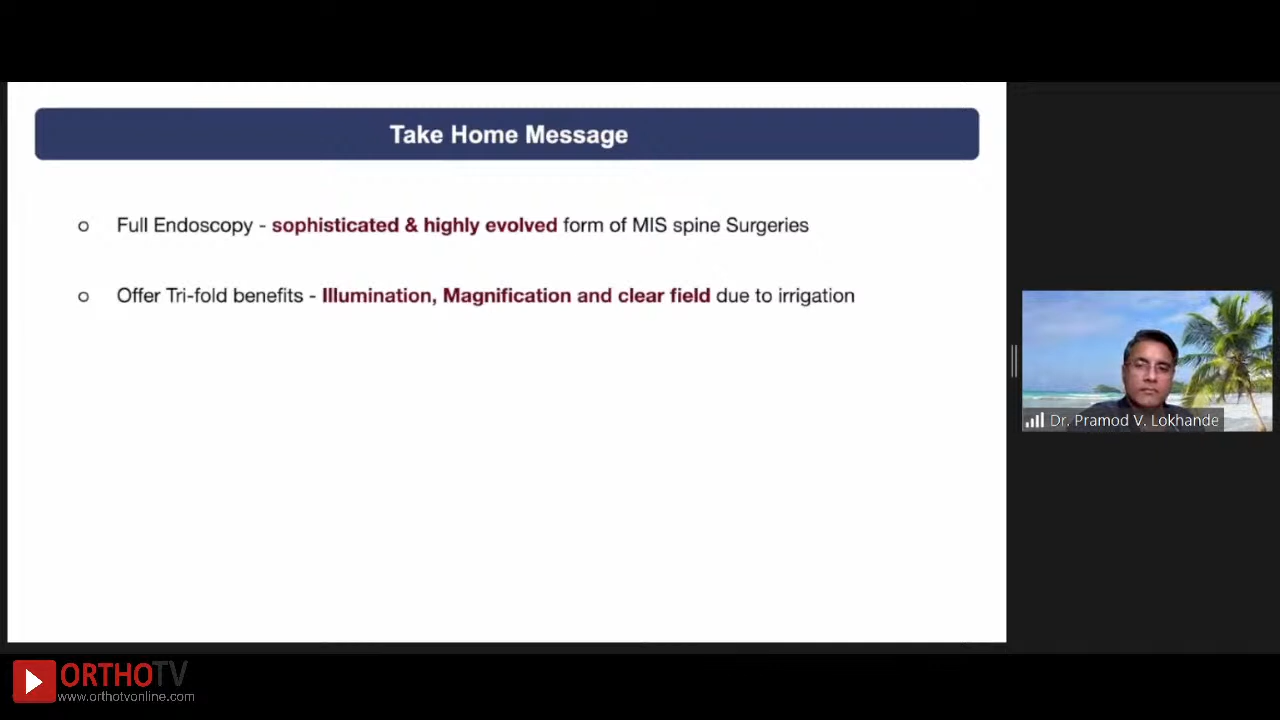 Take Home Message
Full Endoscopy - sophisticated & highly evolved form of MIS spine Surgeries
Offer Tri-fold benefits - Illumination, Magnification and clear field due to irrigation
Dr. Pramod V. Lokhande
ORTHOTV
www.orthotvonline.com